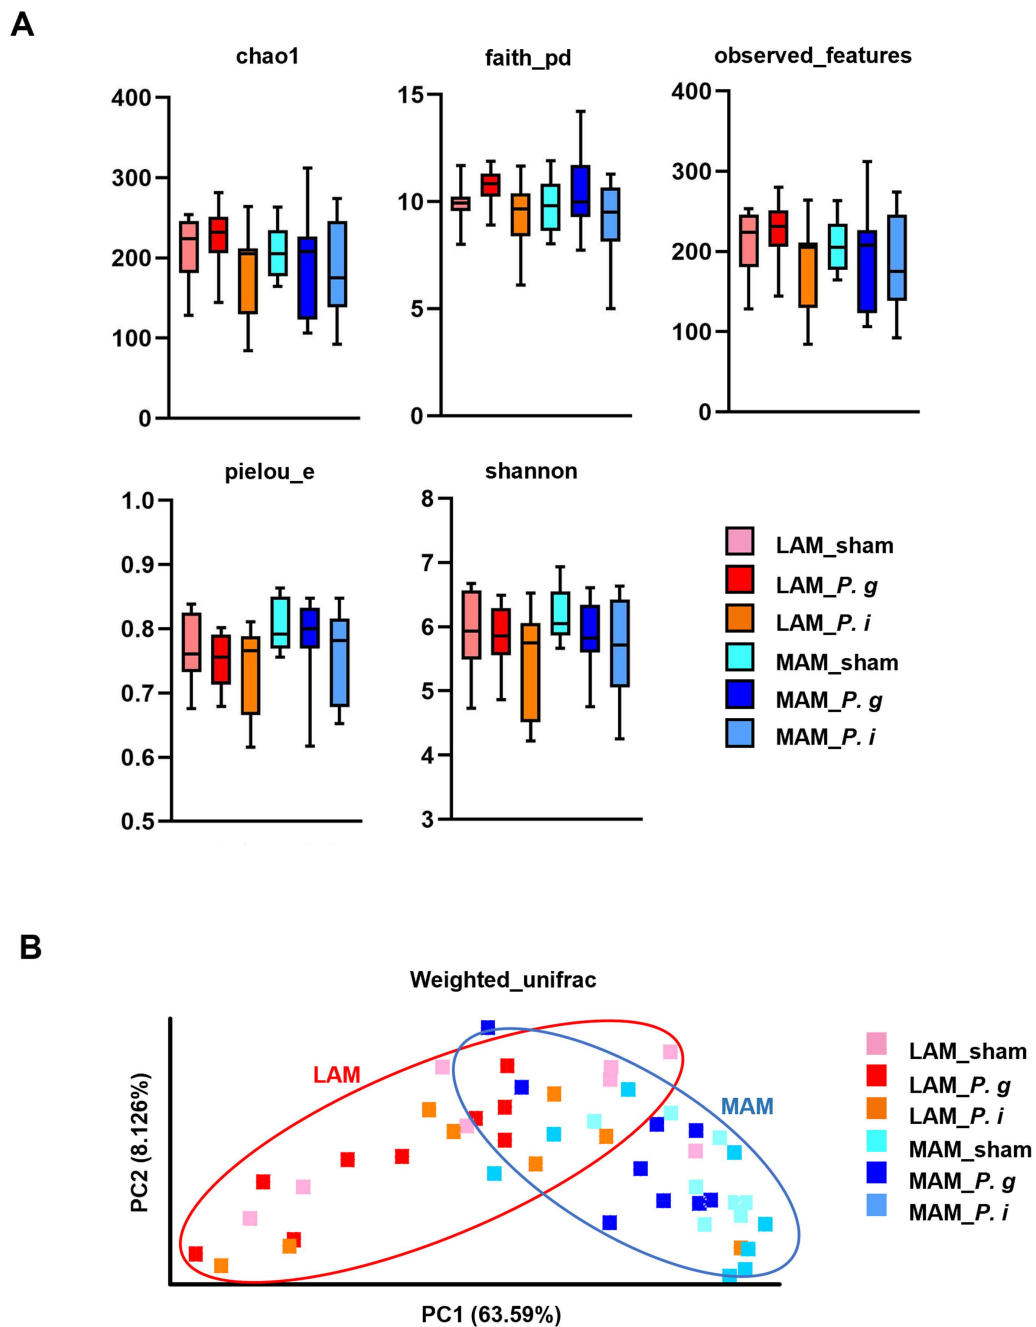 A
chao1
400
300
200
100
0
faith_pd
15
10
5
0
observed_features
400
300
200
100
0
pielou_e
1.0
0.9
0.8
0.7
0.6
0.5
shannon
8
7
6
5
4
3
LAM_sham
LAM_P. g
LAM_P. i
MAM_sham
MAM_P. g
MAM_P. i
B
Weighted_unifrac
LAM
MAM
PC2 (8.126%)
PC1 (63.59%)
LAM_sham
LAM_P. g
LAM_P. i
MAM_sham
MAM_P. g
MAM_P. i